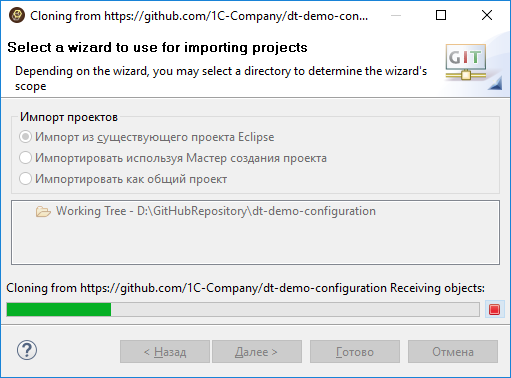 Cloning from https://github.com/1C-Company/dt-demo-con...
Select a wizard to use for importing projects
Depending on the wizard, you may select a directory to determine the wizard's
scope
GIT
Импорт проектов
Импорт из существующего проекта Eclipse
Импортировать используя Мастер создания проекта
Импортировать как общий проект
Working Tree - D:\GitHubRepository\dt-demo-configuration
Cloning from https://github.com/1C-Company/dt-demo-configuration Receiving objects:
?
< Назад
Далее >
Готово
Отмена